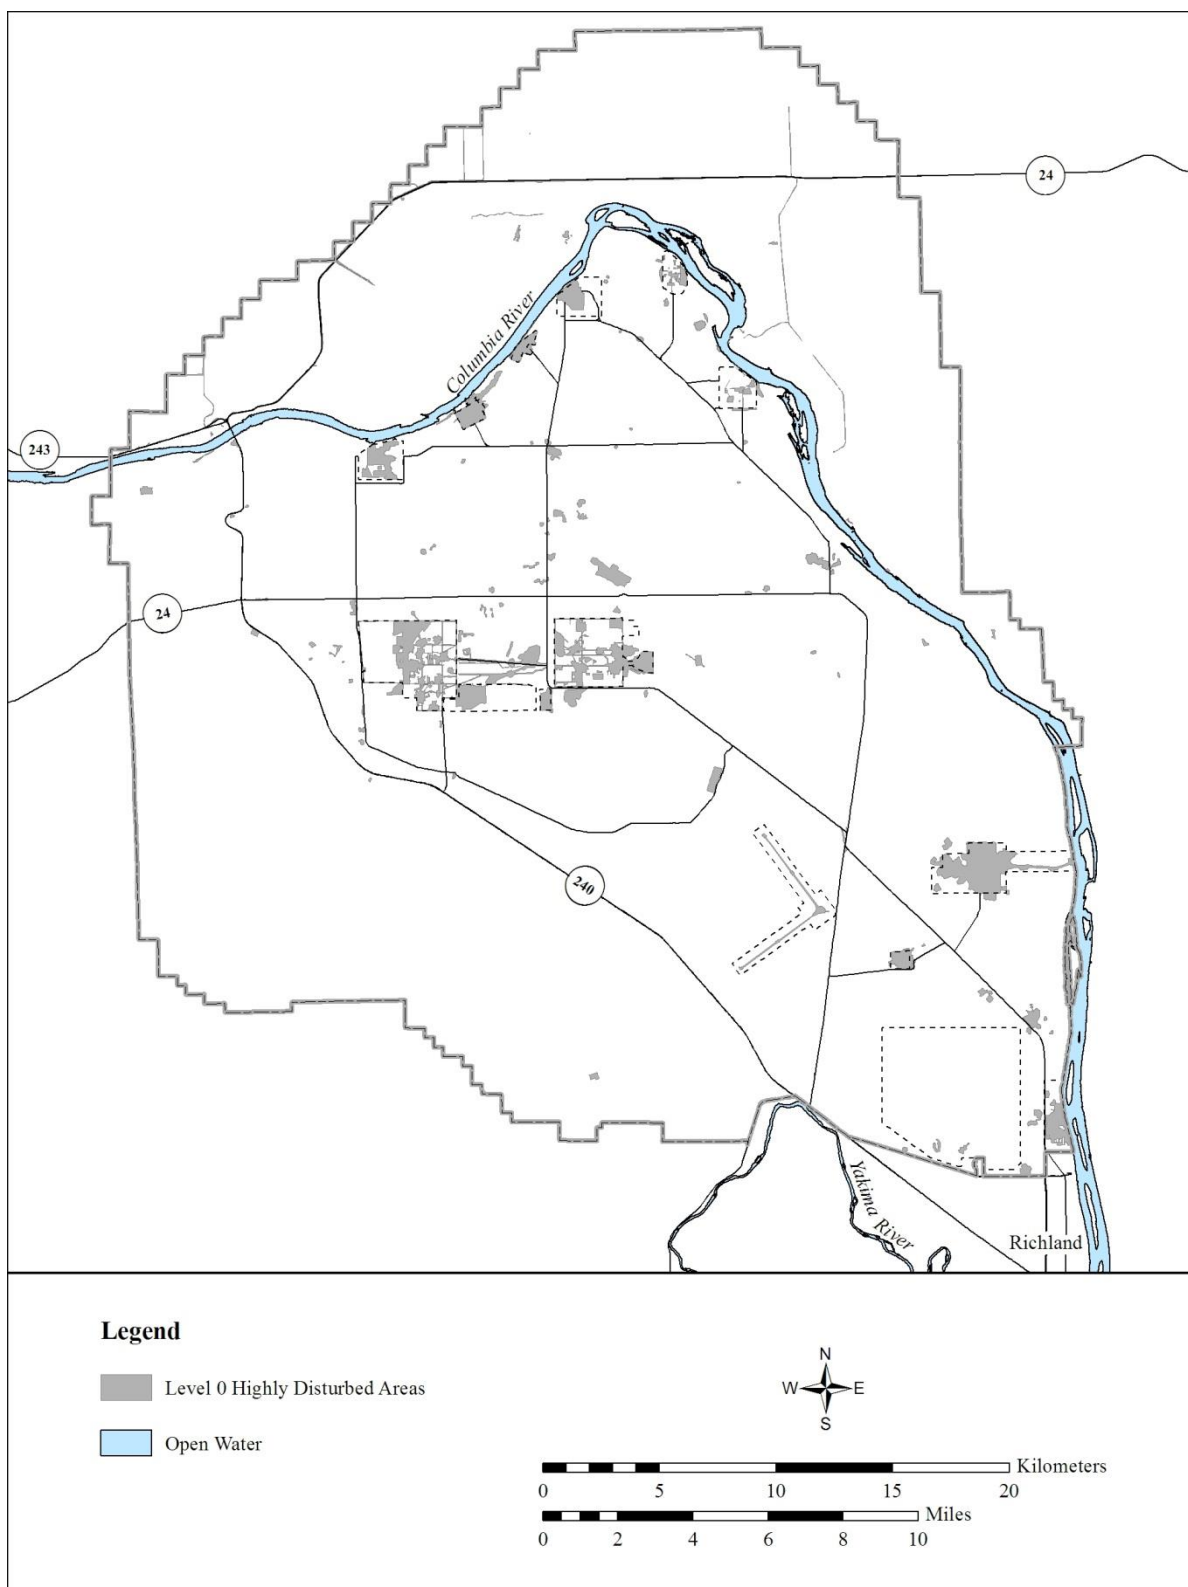 24
Columbia River
243
24
240
Yakima River
Richland
Legend
Level 0 Highly Disturbed Areas
Open Water
N
W E
S
Kilometers
0 5 10 15 20
Miles
0 2 4 6 8 10